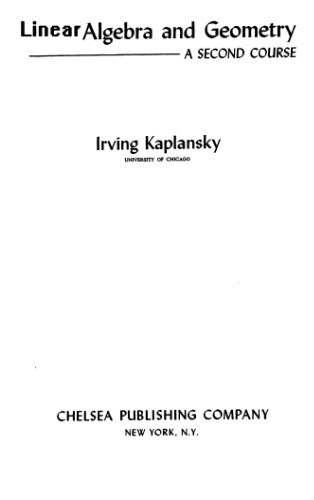 Linear Algebra and Geometry
A SECOND COURSE
Irving Kaplansky
UNIVERSITY OF CHICAGO
CHELSEA PUBLISHING COMPANY
NEW YORK, N.Y.